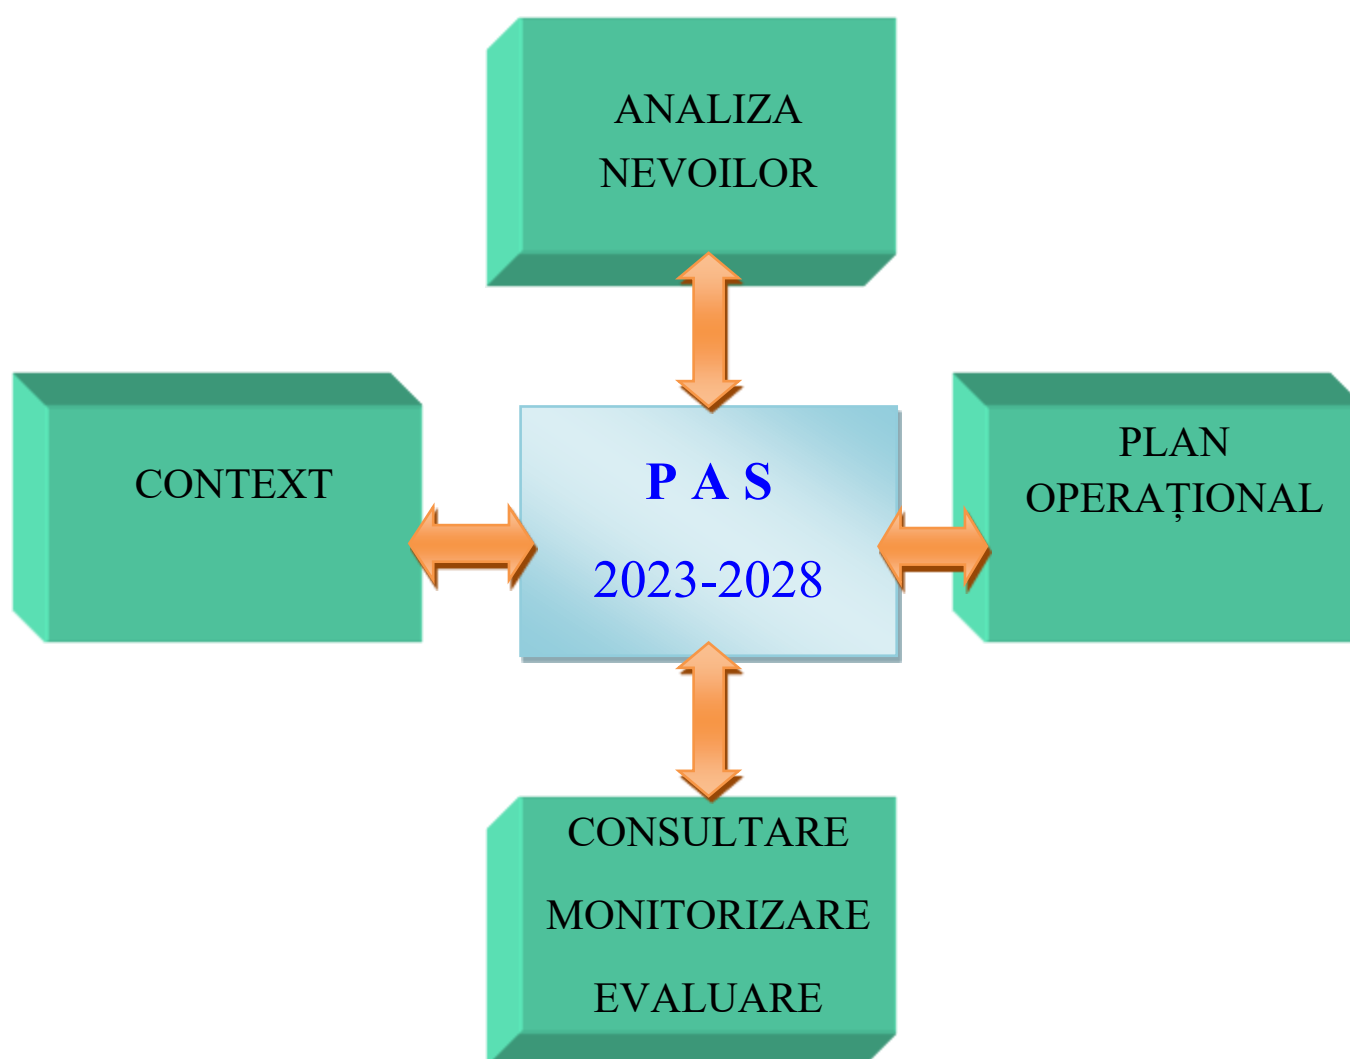 ANALIZA
NEVOILOR
CONTEXT
P A S
2023-2028
PLAN
OPERAȚIONAL
CONSULTARE
MONITORIZARE
EVALUARE